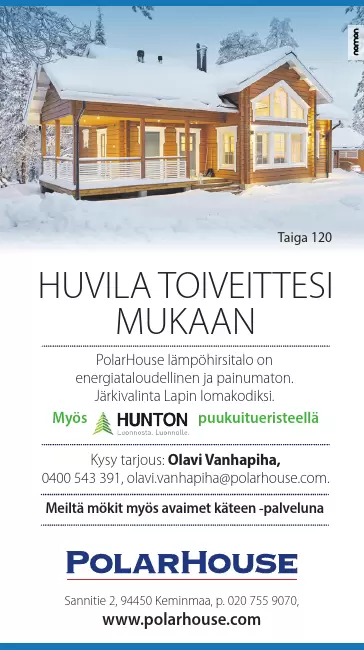 noman
Taiga 120
HUVILA TOIVEITTESI
MUKAAN
PolarHouse lämpöhirsitalo on
energiataloudellinen ja painumaton.
Järkivalinta Lapin lomakodiksi.
Myös HUNTON puukuitueristeellä
Luonnosta. Luonnolle.
Kysy tarjous: Olavi Vanhapiha,
0400 543 391, olavi.vanhapiha@polarhouse.com.
Meiltä mökit myös avaimet käteen -palveluna
POLARHOUSE
Sannitie 2, 94450 Keminmaa, p. 020 755 9070,
www.polarhouse.com